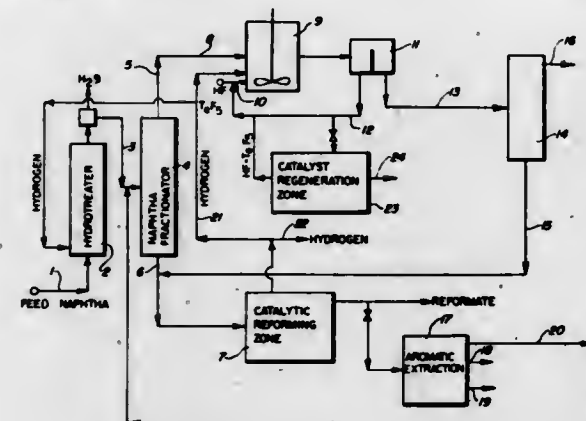 8
9
5
11
16
H₂S
HF
10
TaF5
13
3
4
12
14
HYDROGEN
HYDROTREATER
2
NAPHTHA FRACTIONATOR
HYDROGEN
HF-TaF5
CATALYST
REGENERATION
ZONE
24
23
21
22
HYDROGEN
15
1
FEED NAPHTHA
6
CATALYTIC
REFORMING
ZONE
7
REFORMATE
17
20
AROMATIC
EXTRACTION
18
19